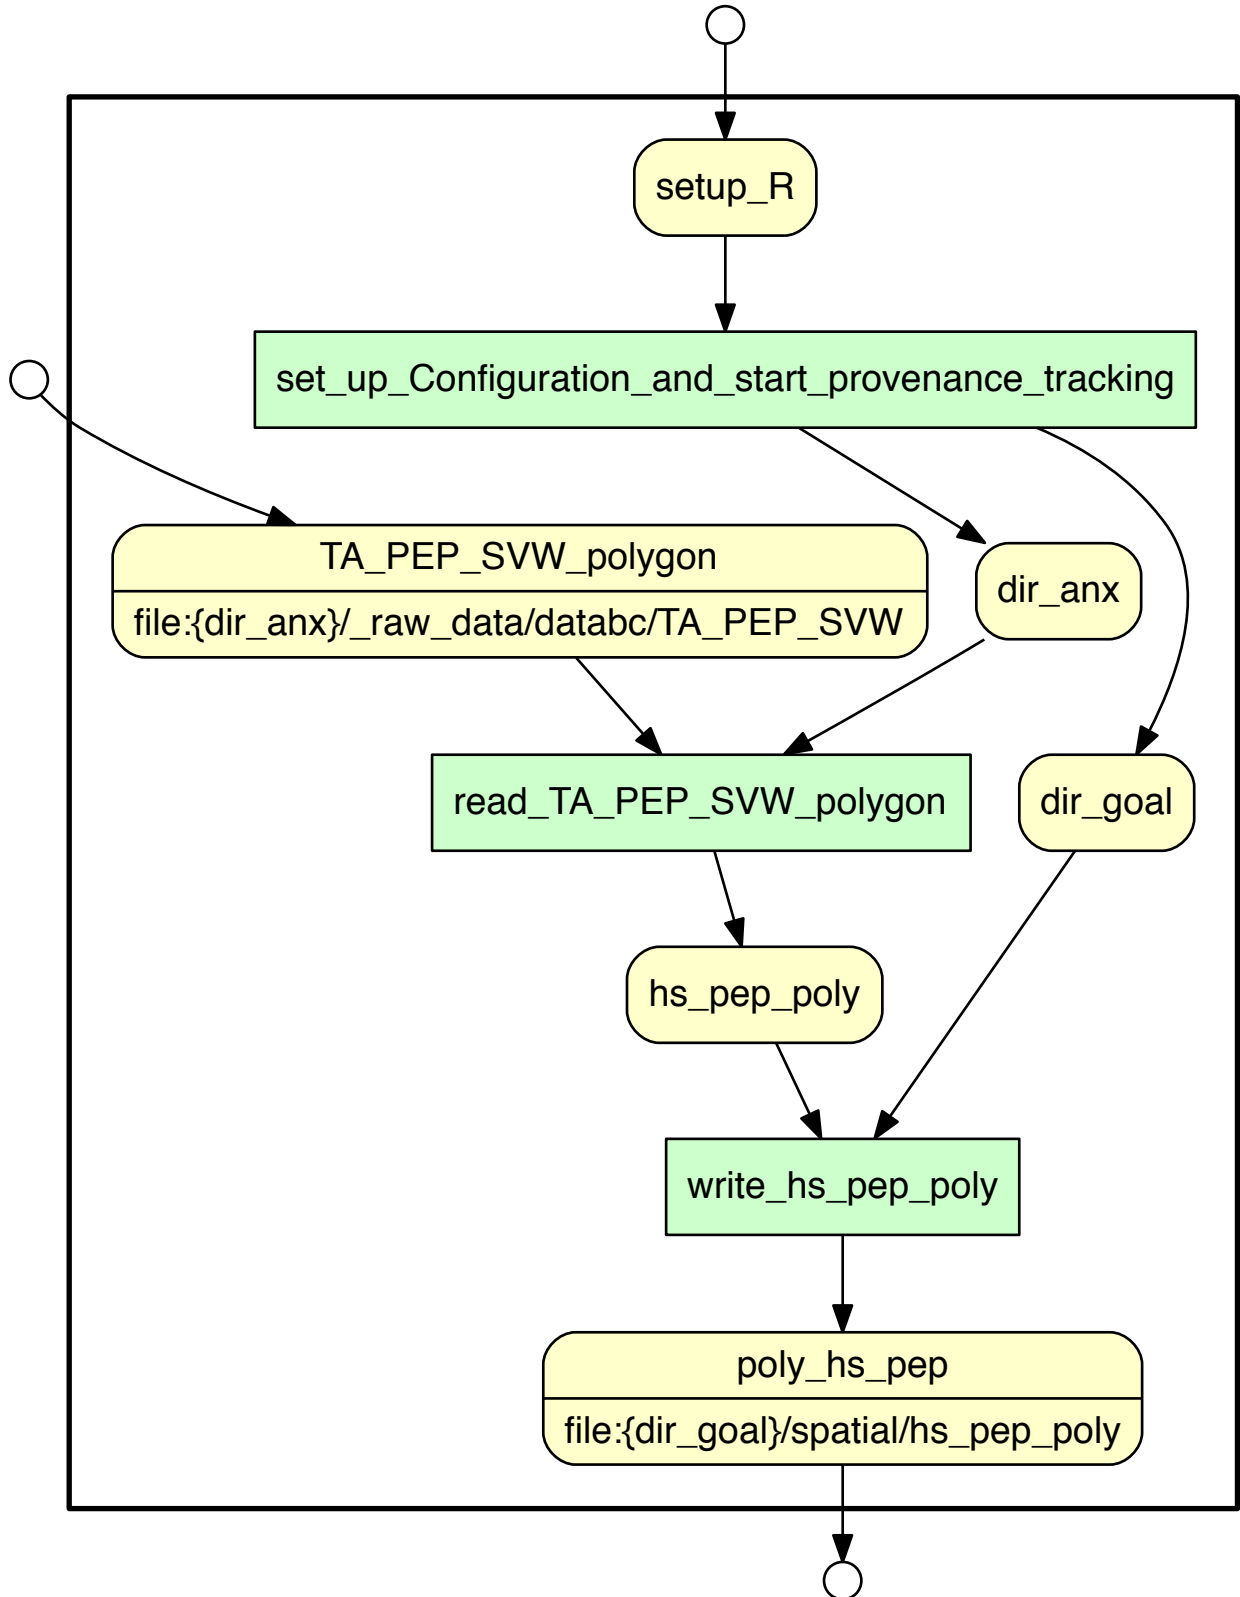 setup_R
set_up_Configuration_and_start_provenance_tracking
TA_PEP_SVW_polygon
file:{dir_anx}/_raw_data/databc/TA_PEP_SVW
dir_anx
read_TA_PEP_SVW_polygon
dir_goal
hs_pep_poly
write_hs_pep_poly
poly_hs_pep
file:{dir_goal}/spatial/hs_pep_poly